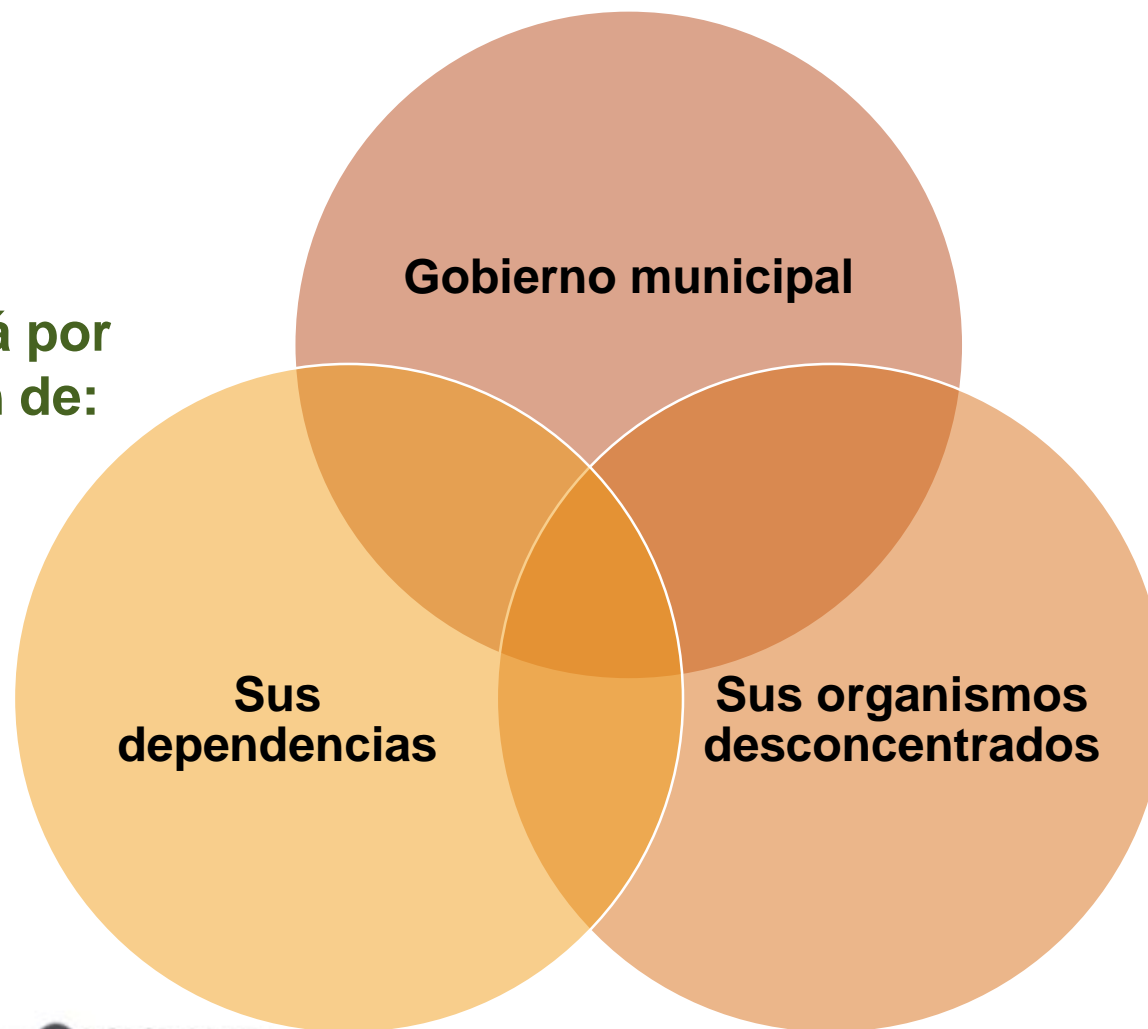 Gobierno municipal
á por
n de:
Sus
dependencias
Sus organismos
desconcentrados